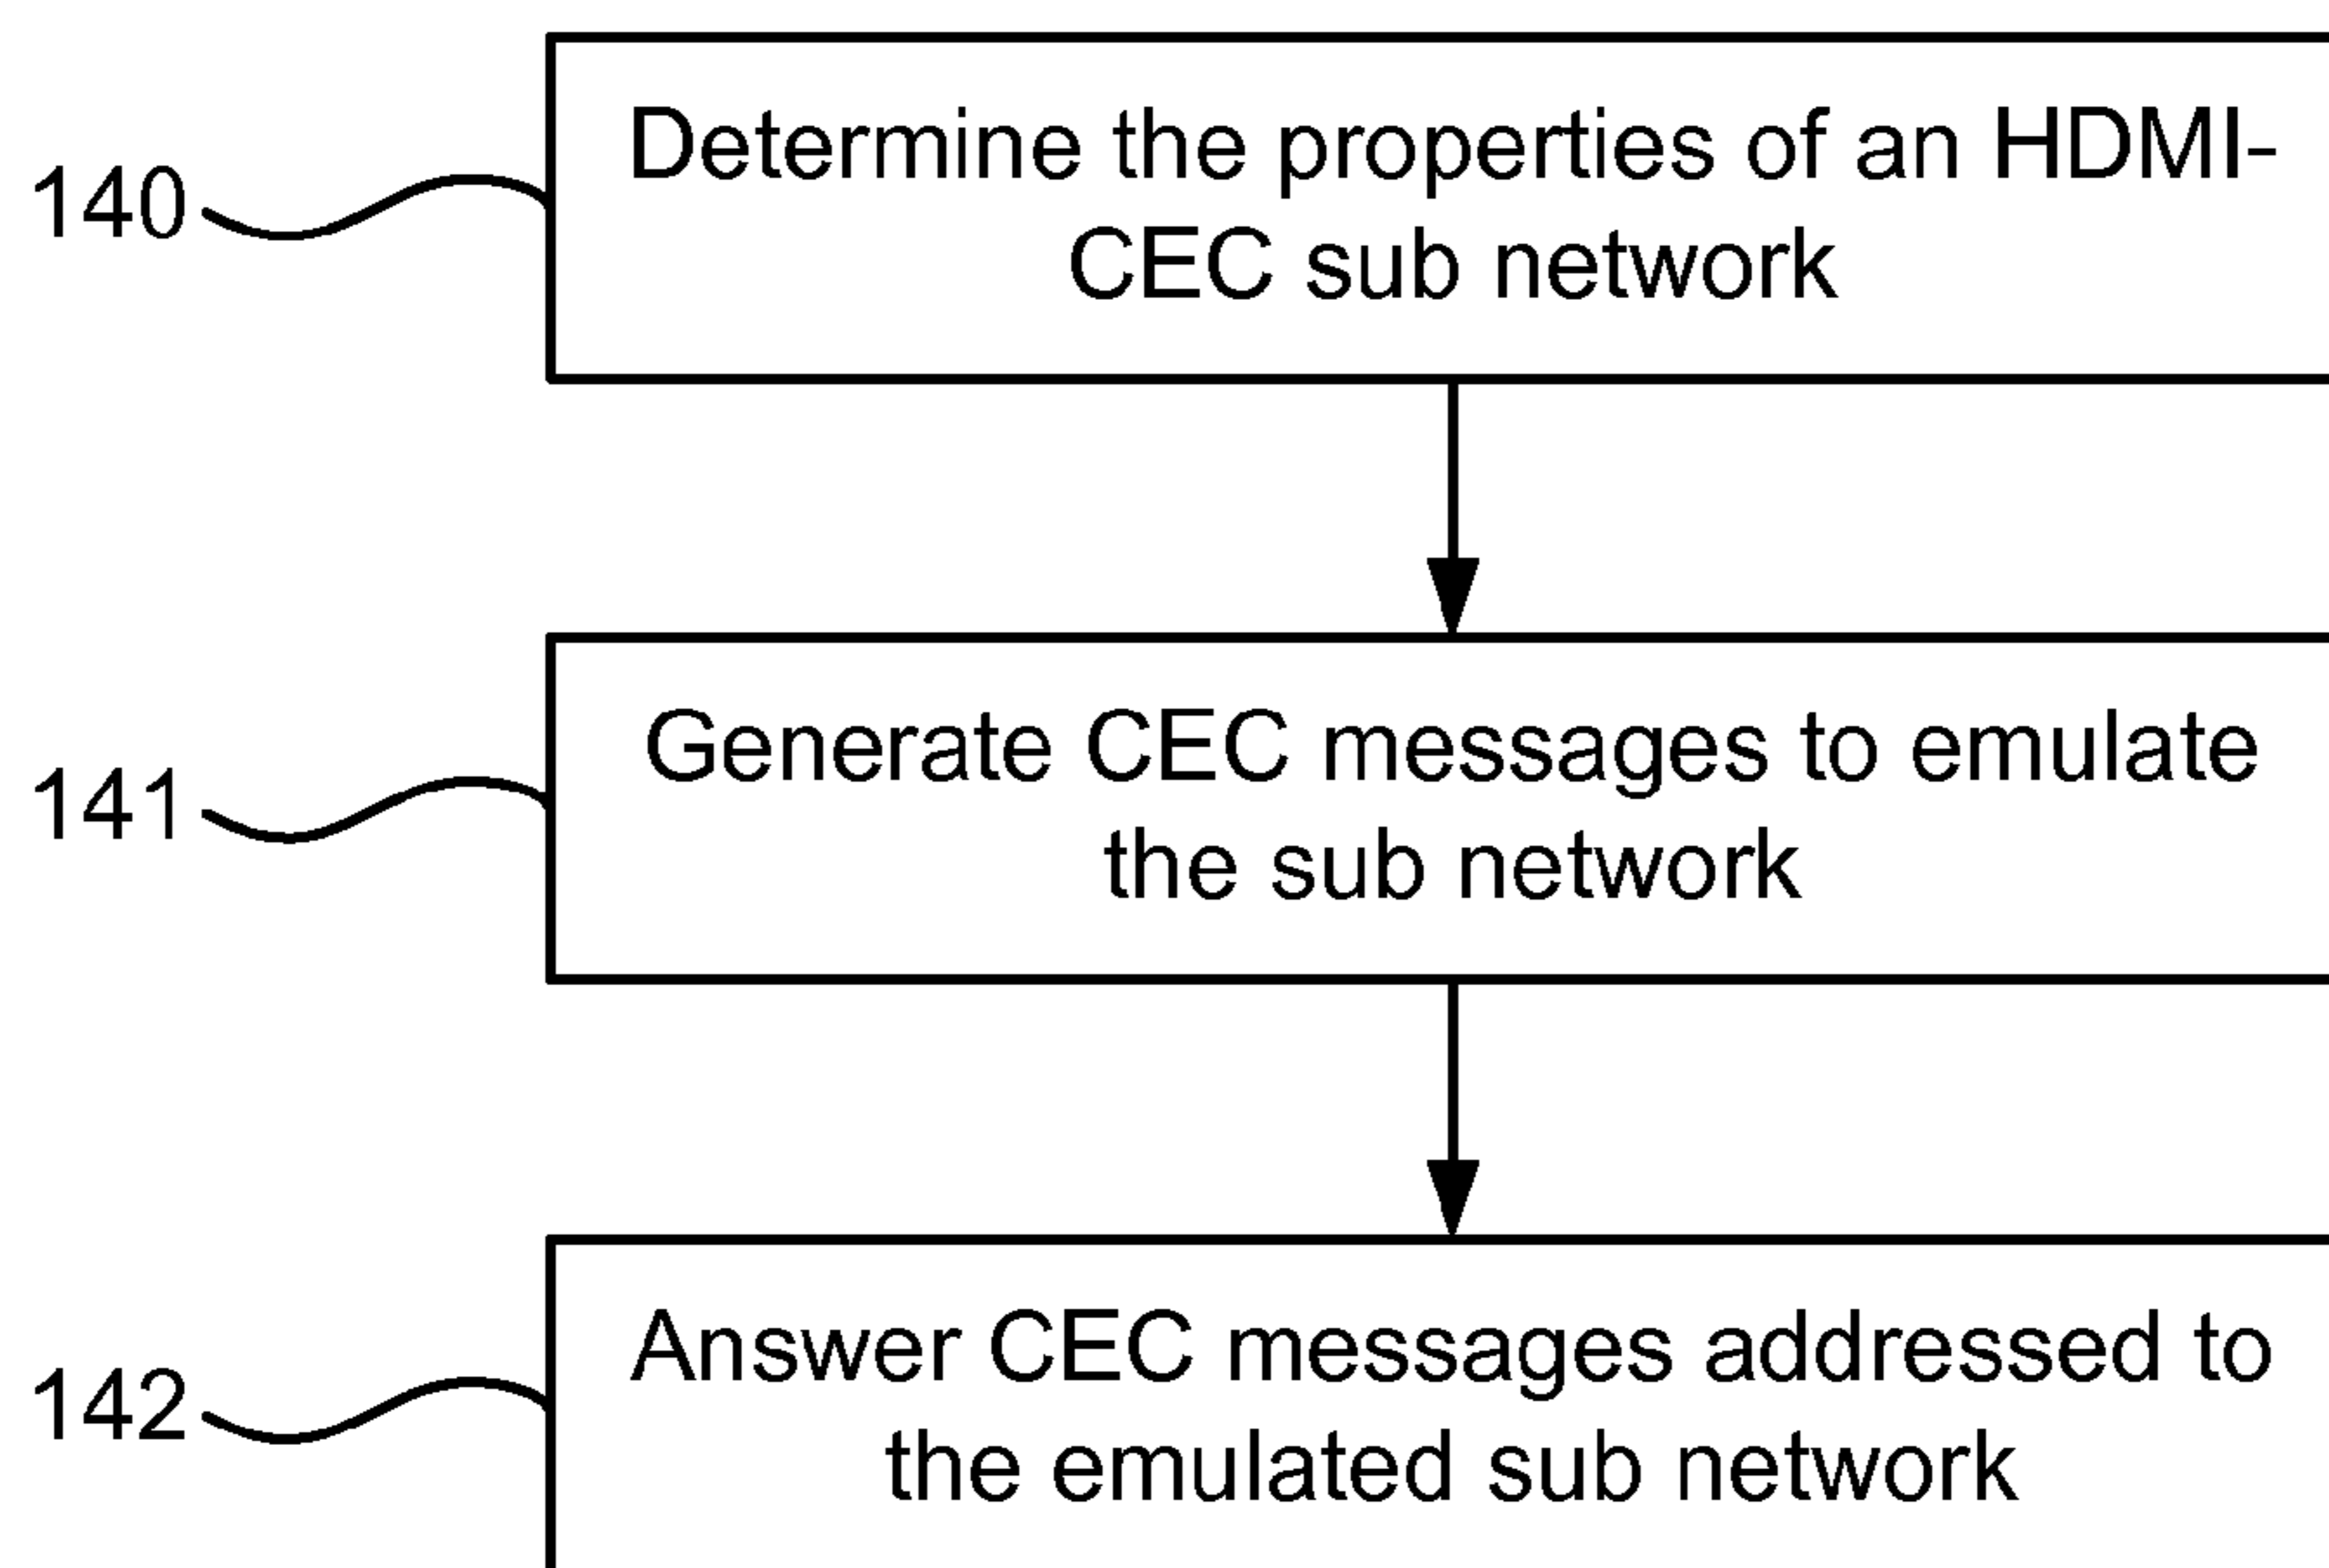 Determine the properties of an HDMI-
140
CEC sub network
Generate CEC messages to emulate
141
the sub network
Answer CEC messages addressed to
142
the emulated sub network